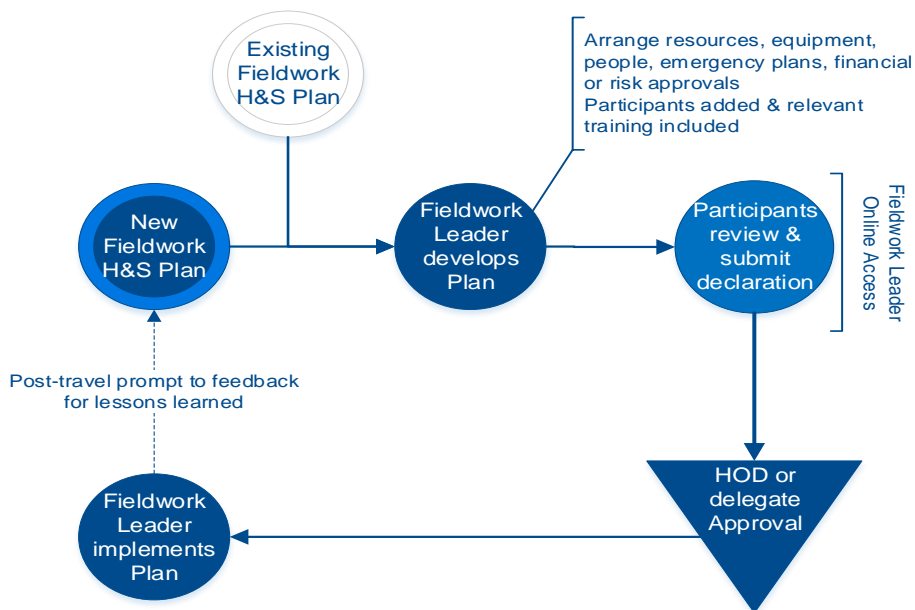 Existing
Fieldwork
H&S Plan
Arrange resources, equipment,
people, emergency plans, financial
or risk approvals
Participants added & relevant
training included
New
Fieldwork
H&S Plan
Fieldwork
Leader
develops
Plan
Participants
review &
submit
declaration
Fieldwork Leader
Online Access
Post-travel prompt to feedback
for lessons learned
Fieldwork
Leader
implements
Plan
HOD or
delegate
Approval